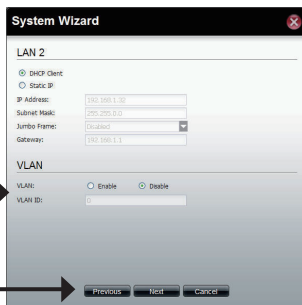 System Wizard
LAN 2
DHCP Client
Static IP
IP Address: 192.168.1.32
Subnet Mask: 255.255.0.0
Jumbo Frame: Disabled
Gateway: 192.168.1.1
VLAN
VLAN: Enable Disable
VLAN ID: 0
Previous Next Cancel